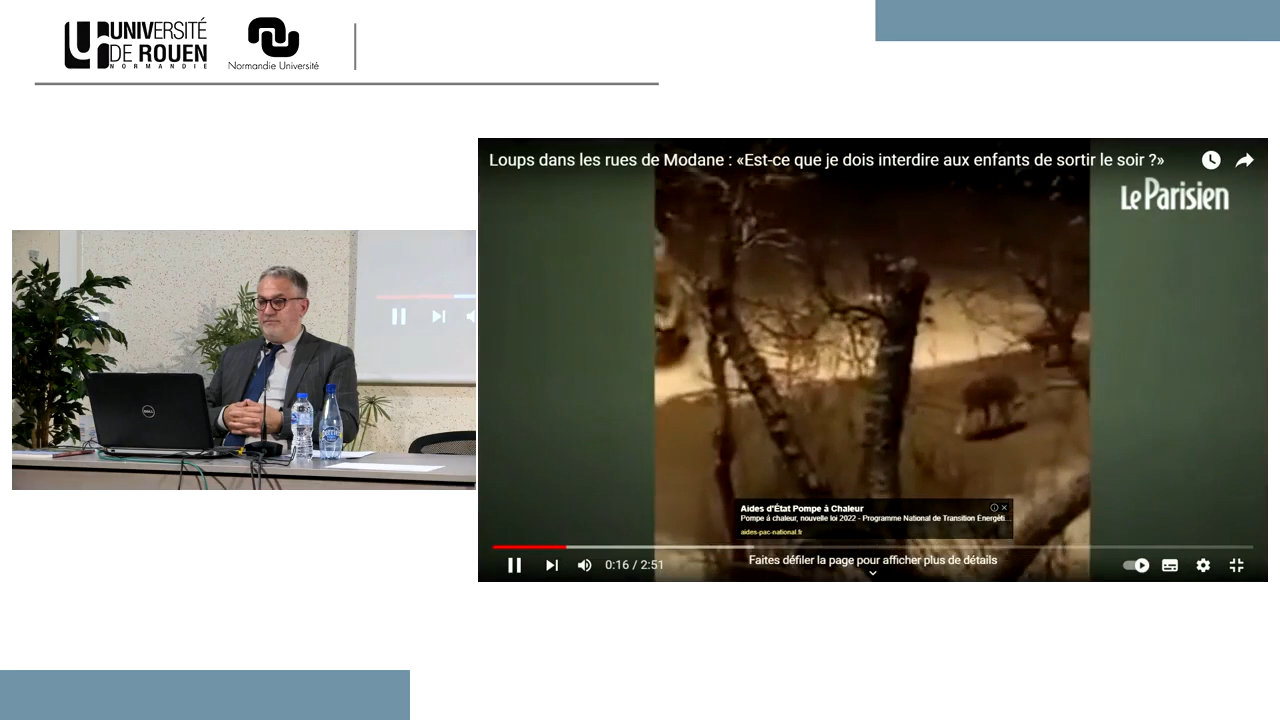 UNIVERSITÉ
DE ROUEN
NORMANDIE
Normandie Université
Loups dans les rues de Modane : «Est-ce que je dois interdire aux enfants de sortir le soir ?»
Le Parisien
DELL
Aides d'État Pompe à Chaleur
Pompe à chaleur, nouvelle loi 2022 - Programme National de Transition Énergéti...
aides-pac-national.fr
0:16 / 2:51
Faites défiler la page pour afficher plus de détails